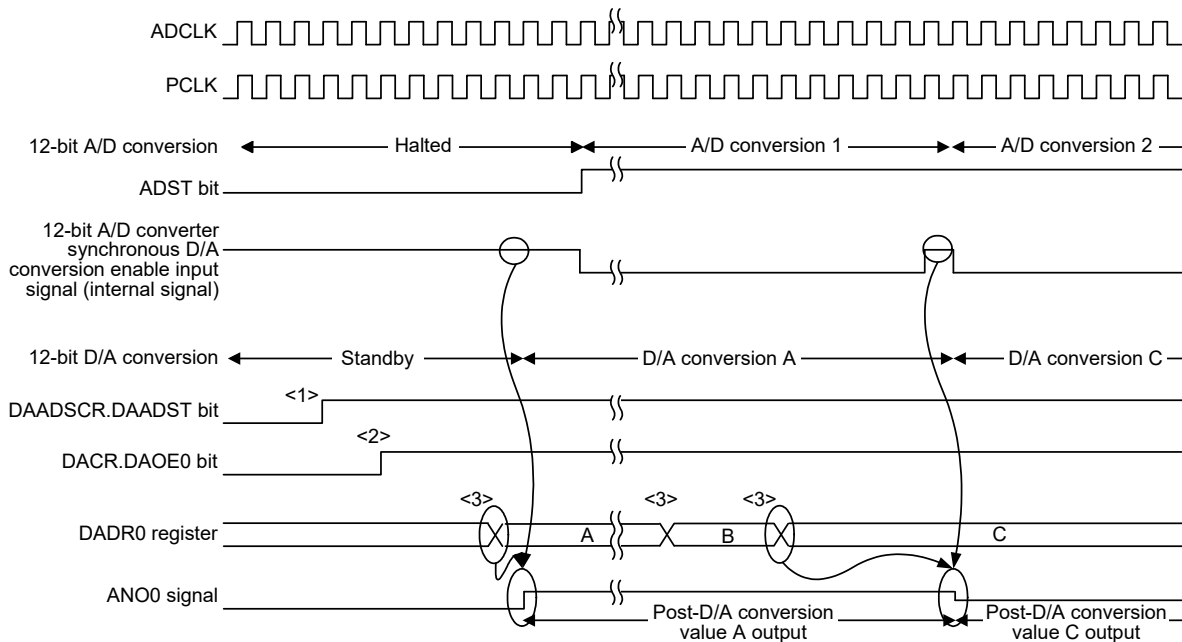 ADCLK
PCLK
12-bit A/D conversion
Halted
A/D conversion 1
A/D conversion 2
ADST bit
12-bit A/D converter
synchronous D/A
conversion enable input
signal (internal signal)
12-bit D/A conversion
Standby
D/A conversion A
D/A conversion C
<1>
DAADSCR.DAADST bit
<2>
DACR.DAOE0 bit
<3>
<3>
<3>
DADR0 register
A
B
C
ANO0 signal
Post-D/A conversion
value A output
Post-D/A conversion
value C output